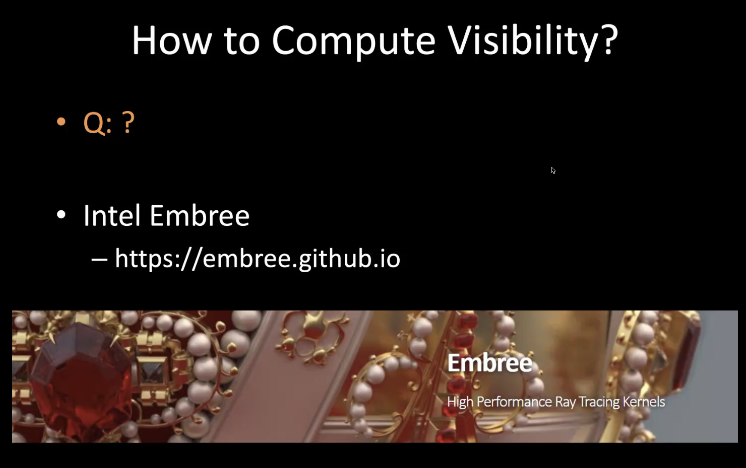 How to Compute Visibility?
• Q: ?
• Intel Embree
– https://embree.github.io
Embree
High Performance Ray Tracing Kernels